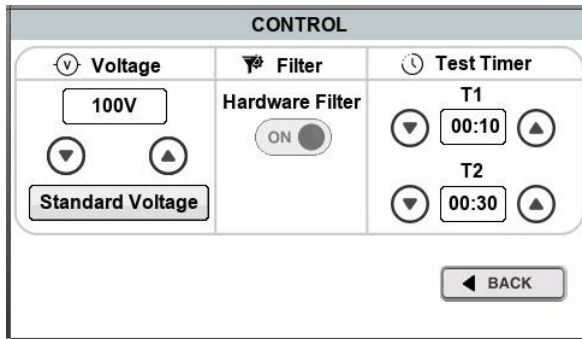 CONTROL
V Voltage
100V
Standard Voltage
Filter
Hardware Filter
ON
Test Timer
T1
00:10
T2
00:30
BACK